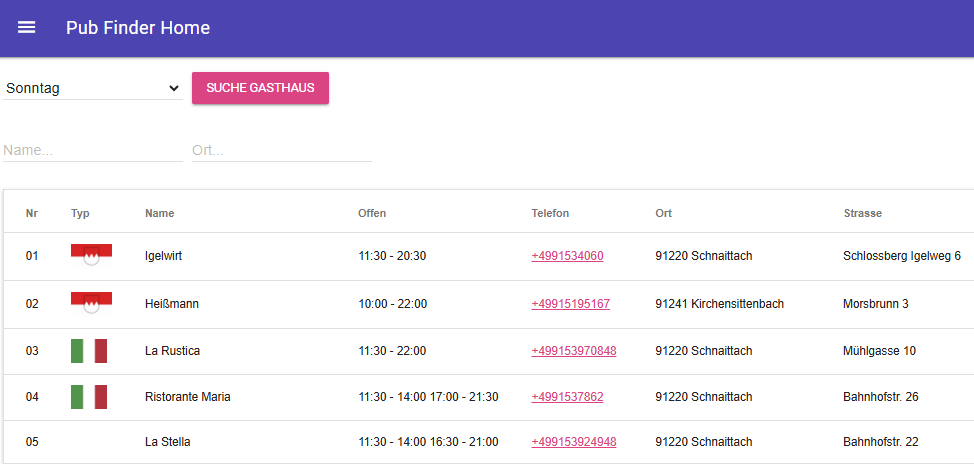 Pub Finder Home
Sonntag SUCHE GASTHAUS
Name... Ort...
Nr Typ Name Offen Telefon Ort Strasse
01 Igelwirt 11:30 - 20:30 +4991534060 91220 Schnaittach Schlossberg Igelweg 6
02 Heißmann 10:00 - 22:00 +49915195167 91241 Kirchensittenbach Morsbrunn 3
03 La Rustica 11:30 - 22:00 +499153970848 91220 Schnaittach Mühlgasse 10
04 Ristorante Maria 11:30 - 14:00 17:00 - 21:30 +4991537862 91220 Schnaittach Bahnhofstr. 26
05 La Stella 11:30 - 14:00 16:30 - 21:00 +499153924948 91220 Schnaittach Bahnhofstr. 22